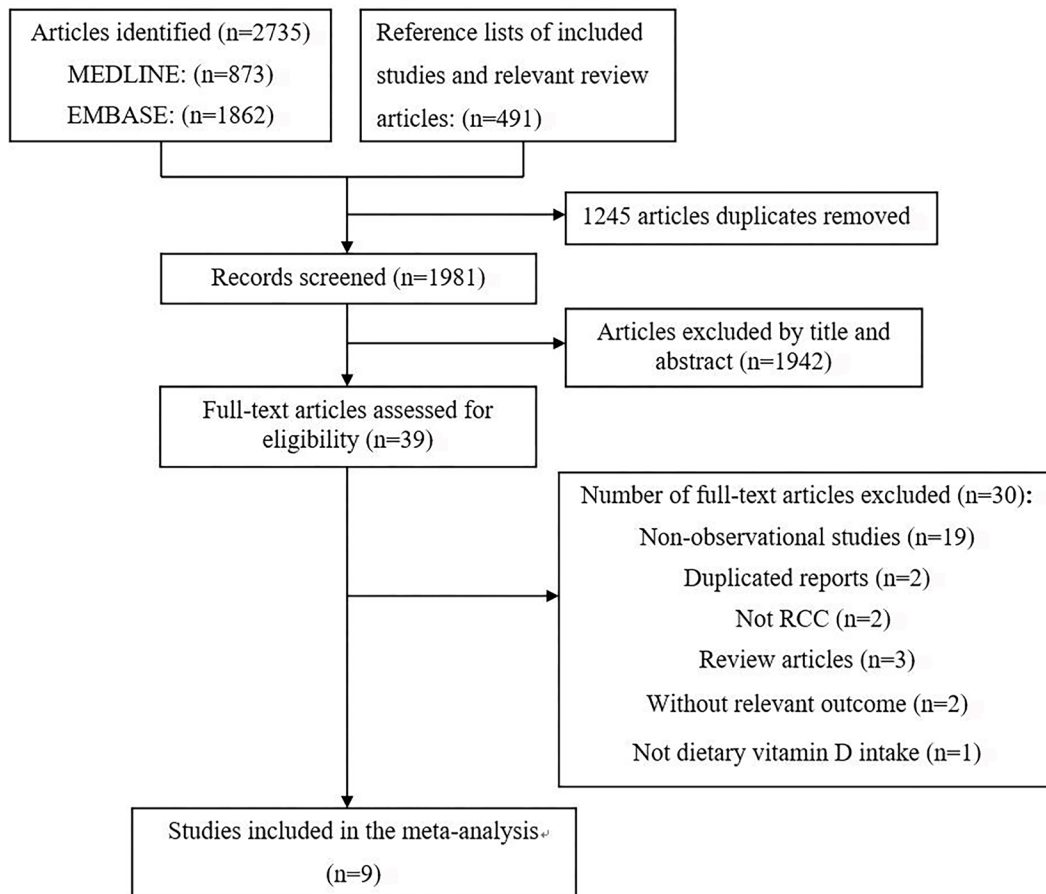 Articles identified (n=2735)
MEDLINE: (n=873)
EMBASE: (n=1862)
Reference lists of included
studies and relevant review
articles: (n=491)
1245 articles duplicates removed
Records screened (n=1981)
Articles excluded by title and
abstract (n=1942)
Full-text articles assessed for
eligibility (n=39)
Number of full-text articles excluded (n=30):
Non-observational studies (n=19)
Duplicated reports (n=2)
Not RCC (n=2)
Review articles (n=3)
Without relevant outcome (n=2)
Not dietary vitamin D intake (n=1)
Studies included in the meta-analysis
(n=9)